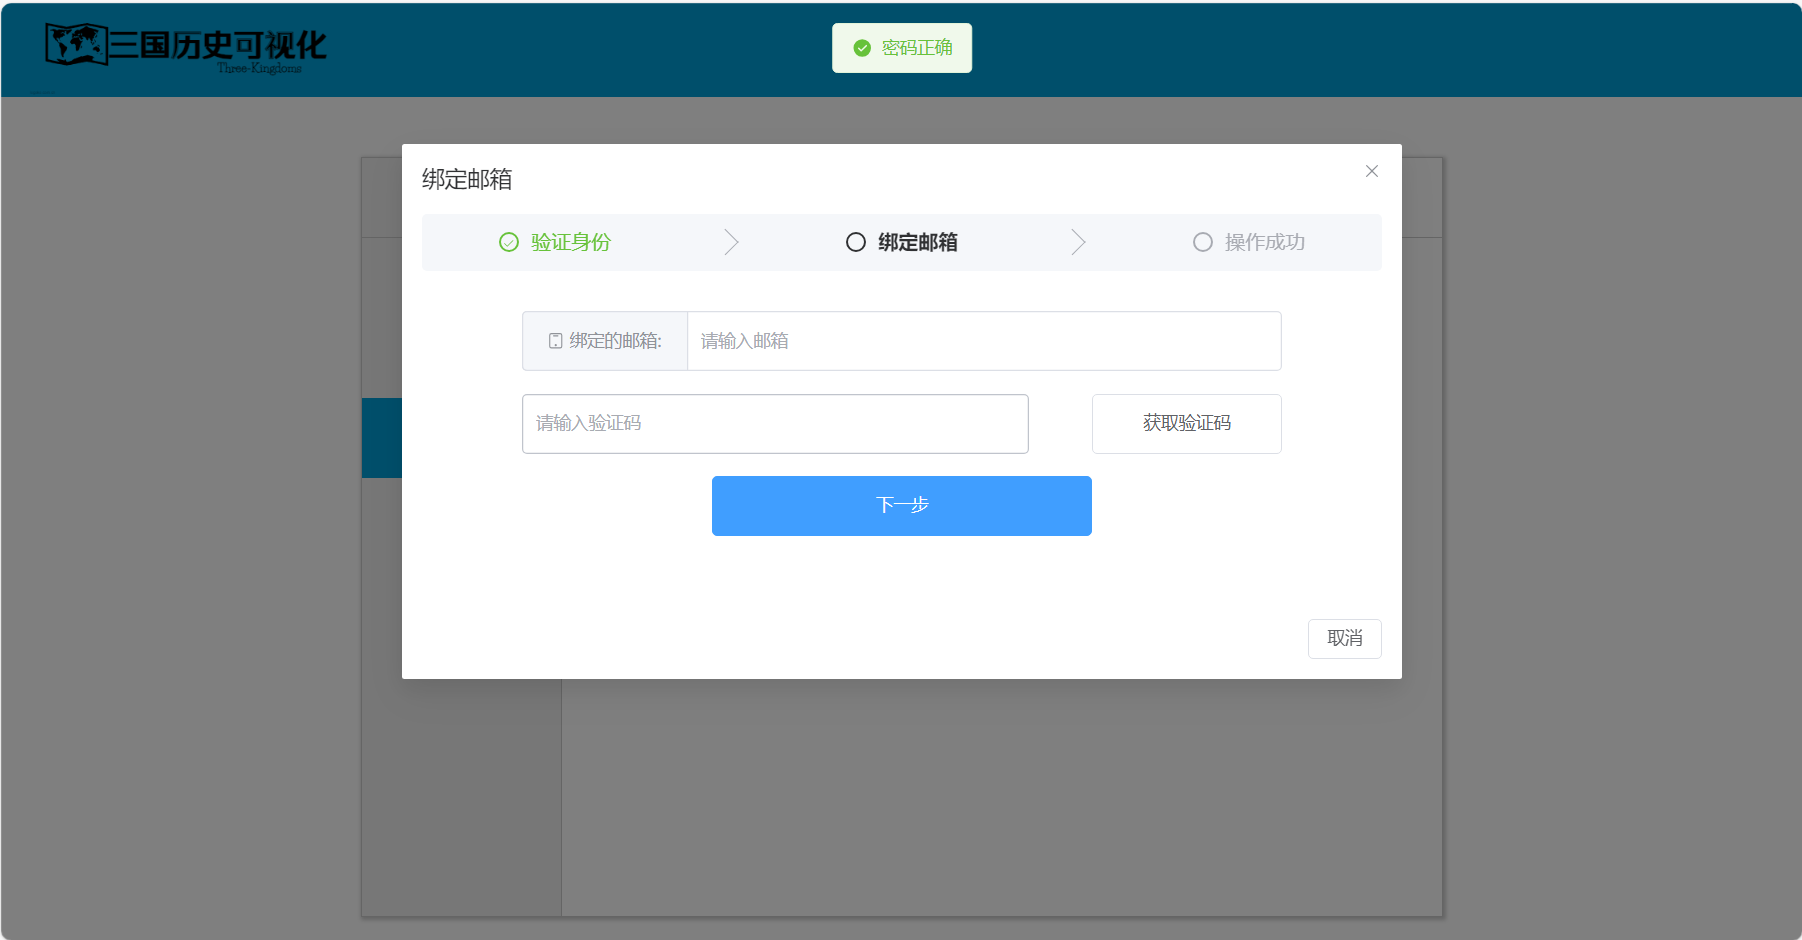 三国历史可视化
Three-Kingdoms
密码正确
绑定邮箱
验证身份
绑定邮箱
操作成功
绑定的邮箱:
请输入邮箱
请输入验证码
获取验证码
下一步
取消